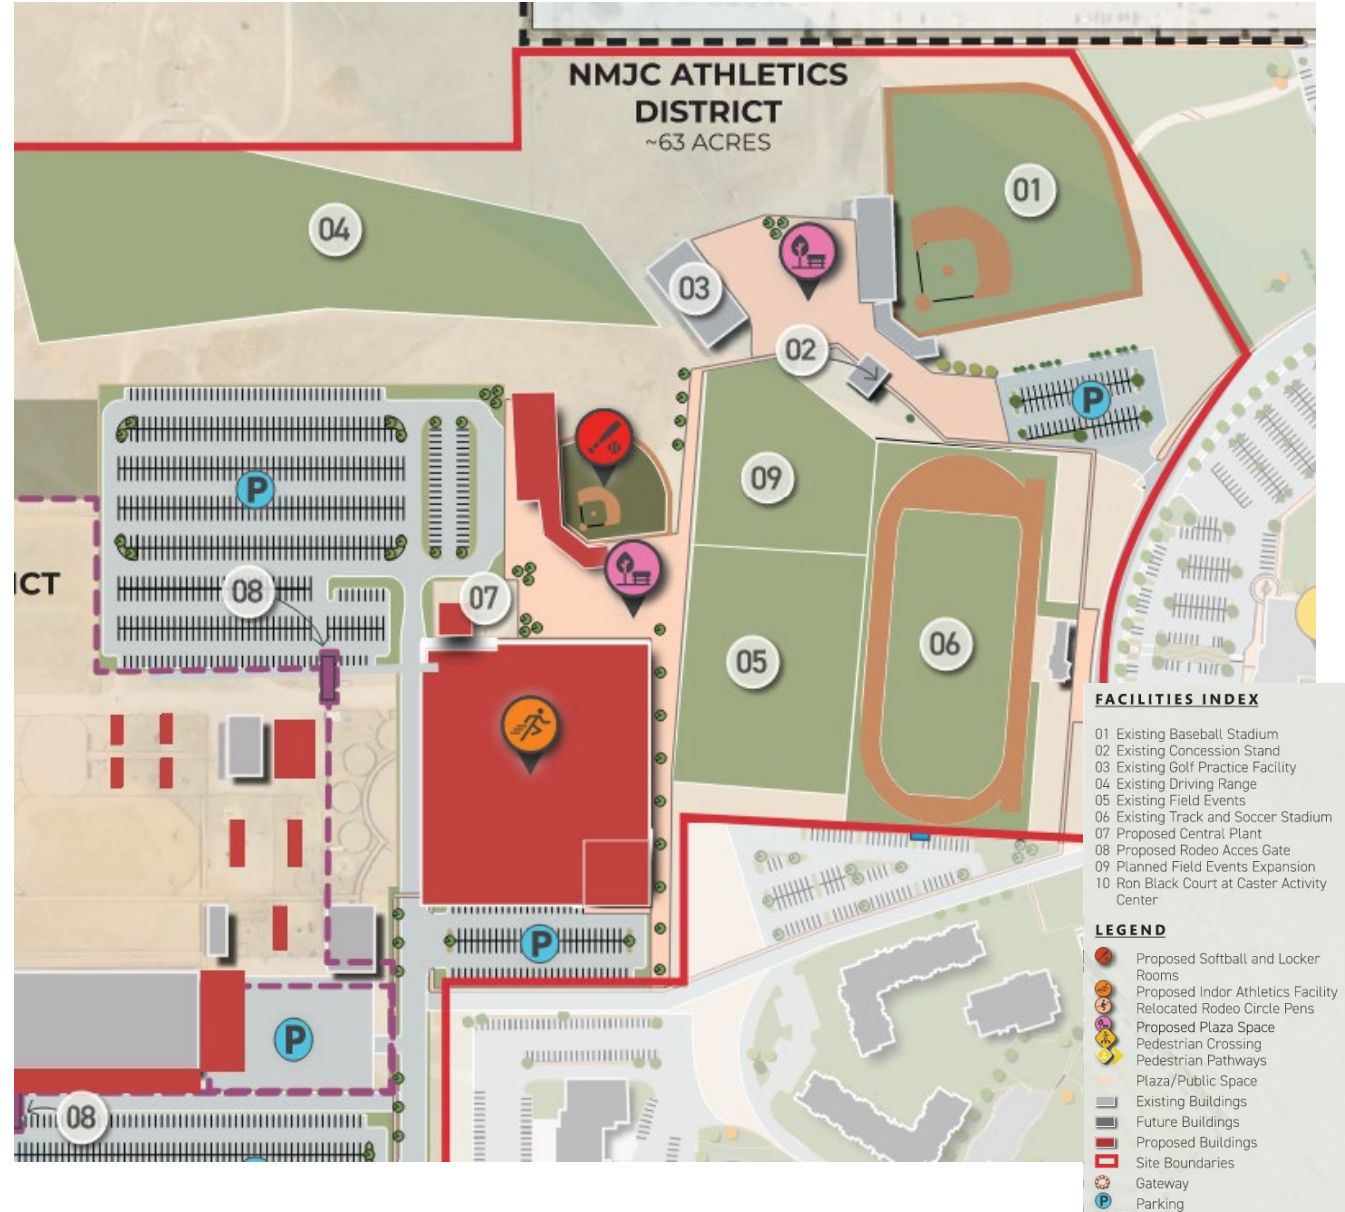 NMJC ATHLETICS
DISTRICT
~63 ACRES
01
04
03
02
P
09
P
08
07
ICT
05
06
P
P
08
FACILITIES INDEX
01 Existing Baseball Stadium
02 Existing Concession Stand
03 Existing Golf Practice Facility
04 Existing Driving Range
05 Existing Field Events
06 Existing Track and Soccer Stadium
07 Proposed Central Plant
08 Proposed Rodeo Acces Gate
09 Planned Field Events Expansion
10 Ron Black Court at Caster Activity
Center
LEGEND
Proposed Softball and Locker
Rooms
Proposed Indor Athletics Facility
Relocated Rodeo Circle Pens
Proposed Plaza Space
Pedestrian Crossing
Pedestrian Pathways
Plaza/Public Space
Existing Buildings
Future Buildings
Proposed Buildings
Site Boundaries
Gateway
P Parking